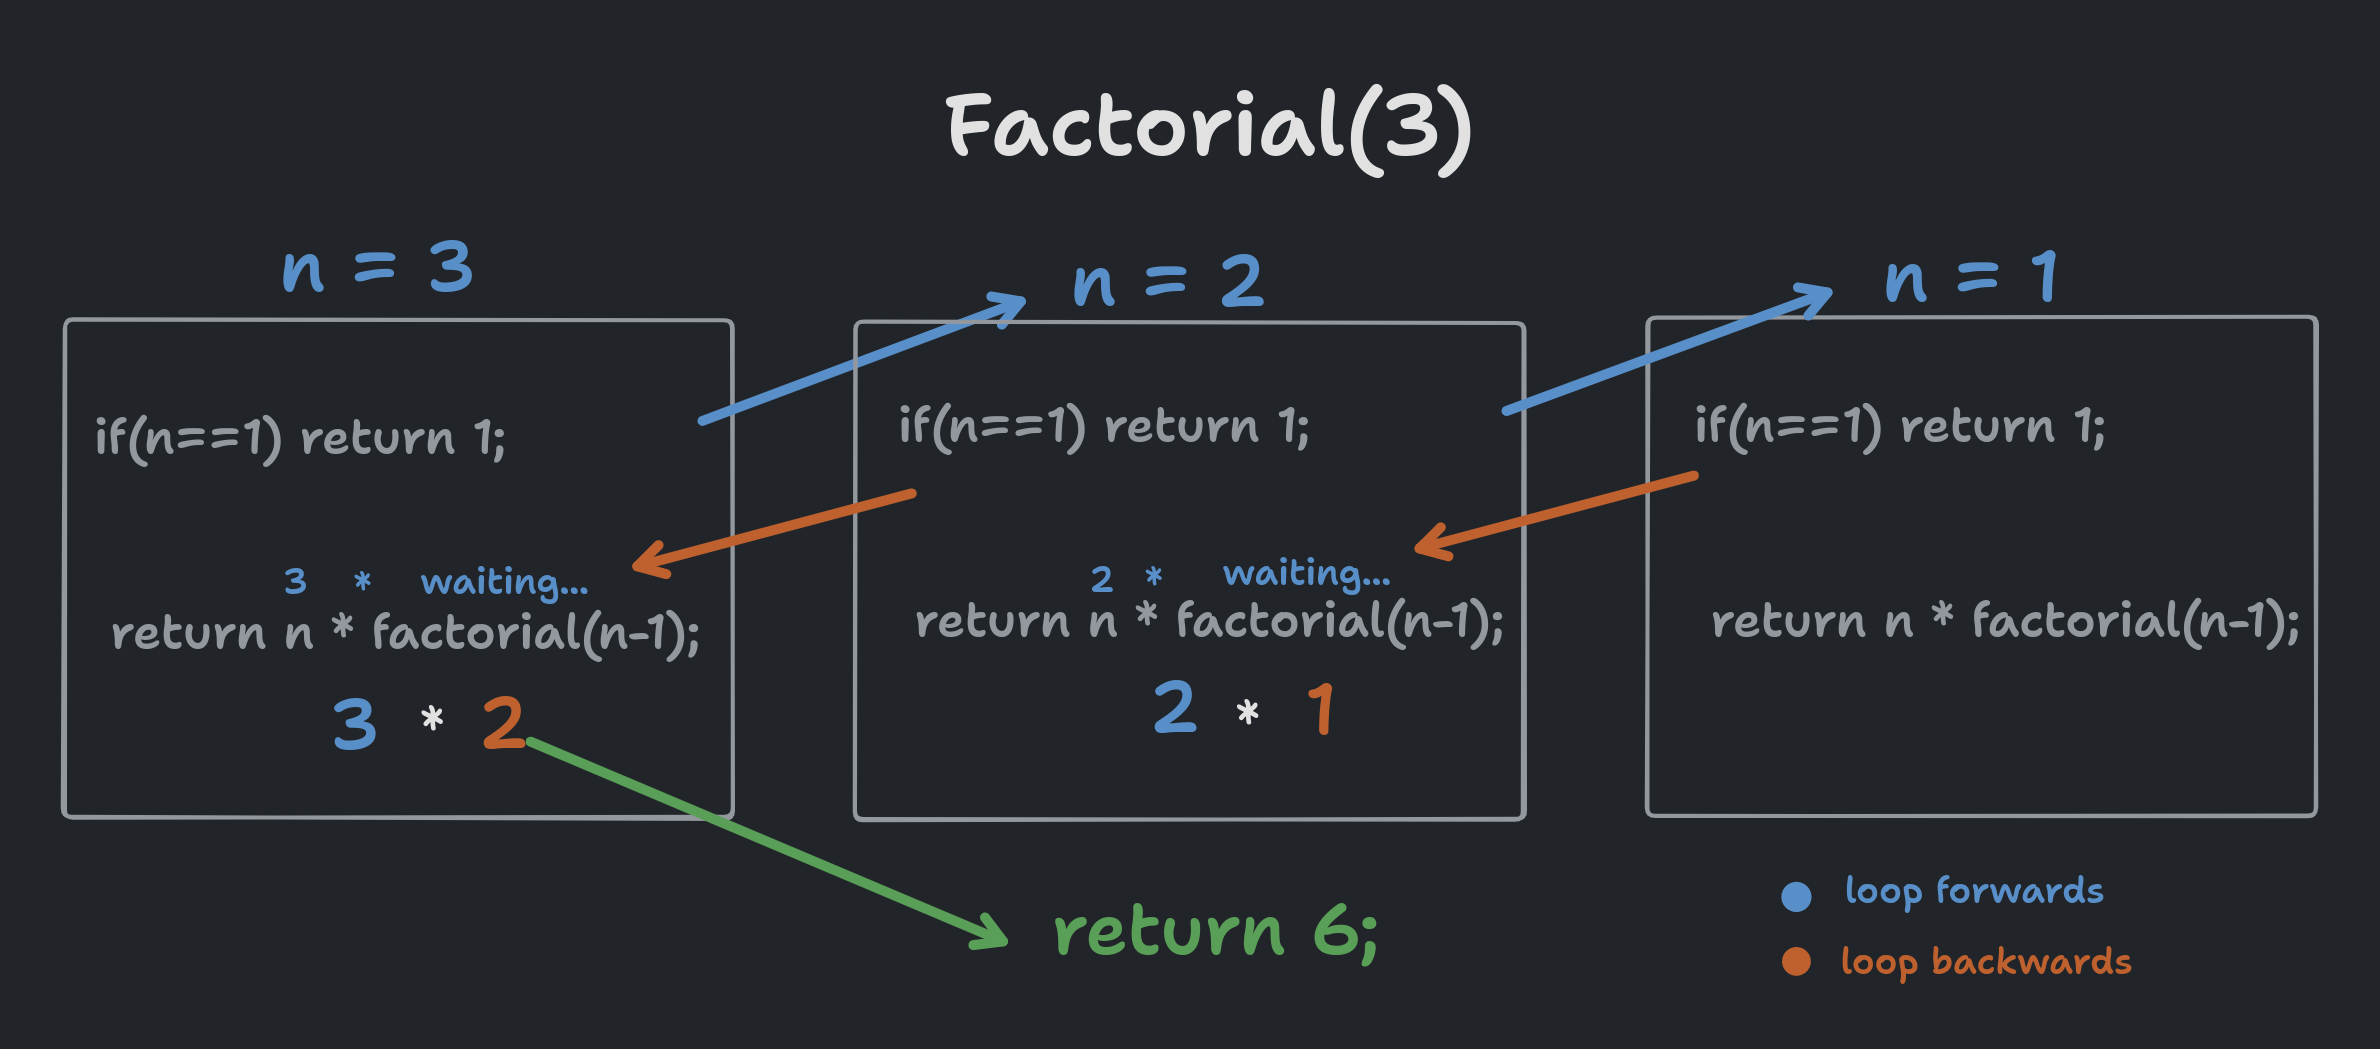 Factorial(3)
n = 3
if(n==1) return 1;
3 * waiting...
return n * factorial(n-1);
3 * 2
n = 2
if(n==1) return 1;
2 * waiting...
return n * factorial(n-1);
2 * 1
n = 1
if(n==1) return 1;
return n * factorial(n-1);
return 6;
loop forwards
loop backwards